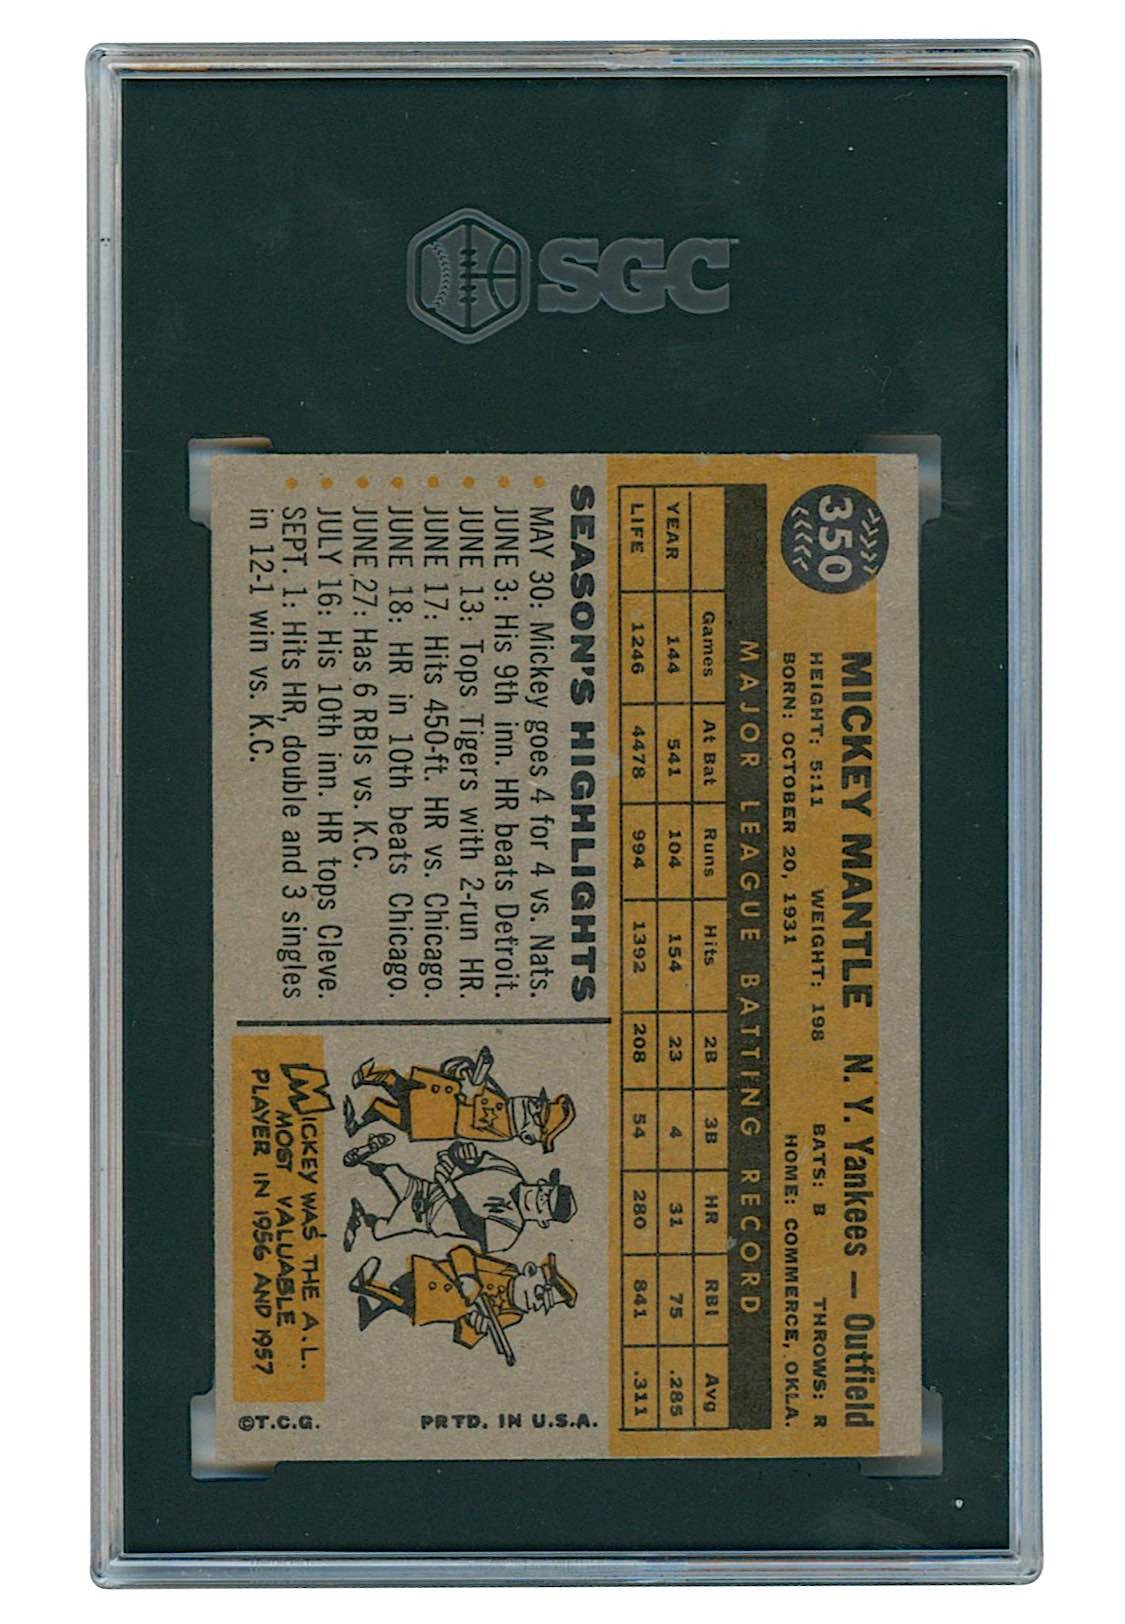 SGC
350
MICKEY MANTLE N. Y. Yankees — Outfield
HEIGHT: 5:11 WEIGHT: 198 BATS: B THROWS: R
BORN: OCTOBER 20, 1931 HOME: COMMERCE, OKLA.
MAJOR LEAGUE BATTING RECORD
Games At Bat Runs Hits 2B 3B HR RBI Avg
YEAR 144 541 104 154 23 4 31 75 .285
LIFE 1246 4478 994 1392 208 54 280 841 .311
SEASON'S HIGHLIGHTS
MAY 30: Mickey goes 4 for 4 vs. Nats.
JUNE 3: His 9th inn. HR beats Detroit.
JUNE 13: Tops Tigers with 2-run HR.
JUNE 17: Hits 450-ft. HR vs. Chicago.
JUNE 18: HR in 10th beats Chicago.
JUNE 27: Has 6 RBIs vs. K.C.
JULY 16: His 10th inn. HR tops Cleve.
SEPT. 1: Hits HR, double and 3 singles
in 12-1 win vs. K.C.
NY
MICKEY WAS THE A.L.
MOST VALUABLE
PLAYER IN 1956 AND 1957
PRTD. IN U.S.A.
©T.C.G.